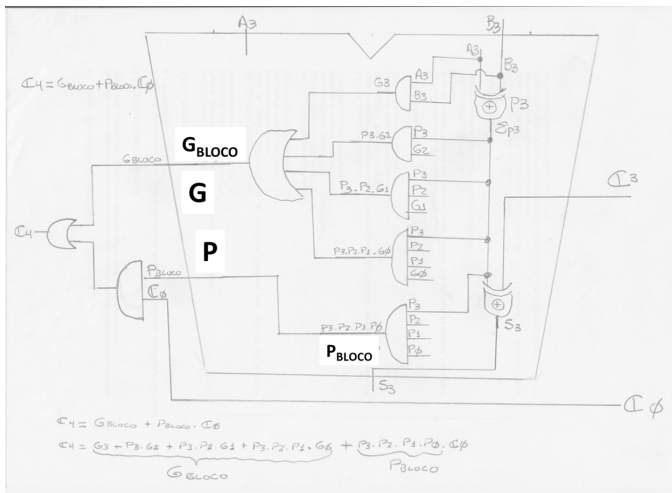 A3
B3
ℂ4 = GBLOCO + PBLOCO . ℂ0
A3
B3
G3
A3
B3
P3
Σp3
P3.G2
P3
G2
GBLOCO
GBLOCO
G
P3.P2.G1
P3
P2
G1
ℂ3
ℂ4
P
P3.P2.P1.G0
P3
P2
P1
G0
PBLOCO
ℂ0
P3.P2.P1.P0
P3
P2
P1
P0
S3
PBLOCO
S3
ℂ0
ℂ4 = GBLOCO + PBLOCO . ℂ0
ℂ4 = G3 + P3.G2 + P3.P2.G1 + P3.P2.P1.G0 + P3.P2.P1.P0.ℂ0
GBLOCO PBLOCO